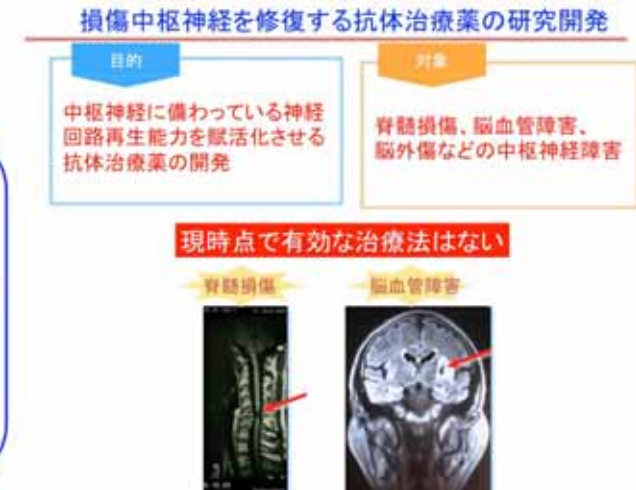 損傷中枢神経を修復する抗体治療薬の研究開発
目的
対象
中枢神経に備わっている神経
回路再生能力を賦活化させる
抗体治療薬の開発
脊髄損傷、脳血管障害、
脳外傷などの中枢神経障害
現時点で有効な治療法はない
脊髄損傷
脳血管障害